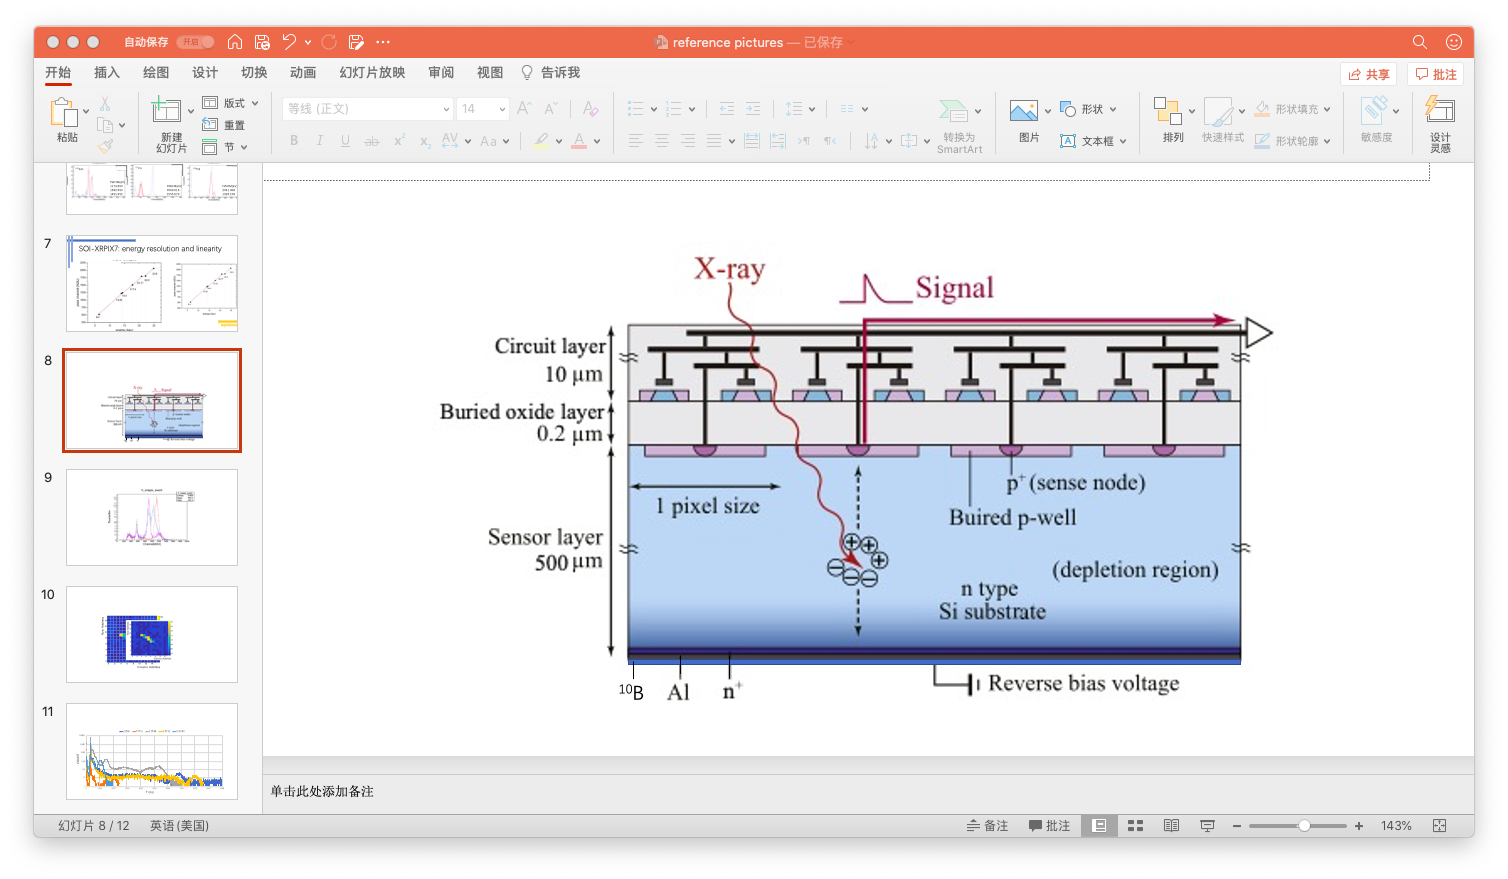 自动保存 开启
reference pictures — 已保存
开始 插入 绘图 设计 切换 动画 幻灯片放映 审阅 视图 告诉我
共享 批注
粘贴
新建
幻灯片
版式
重置
节
等线 (正文) 14
转换为
SmartArt
图片
形状
文本框
排列
快速样式
形状填充
形状轮廓
敏感度
设计
灵感
7
SOI-XRPIX7: energy resolution and linearity
8
9
10
11
X-ray
Signal
Circuit layer
10 μm
Buried oxide layer
0.2 μm
1 pixel size
p⁺ (sense node)
Buired p-well
Sensor layer
500 μm
(depletion region)
n type
Si substrate
¹⁰B Al n⁺
Reverse bias voltage
单击此处添加备注
幻灯片 8 / 12 英语 (美国)
备注 批注 143%